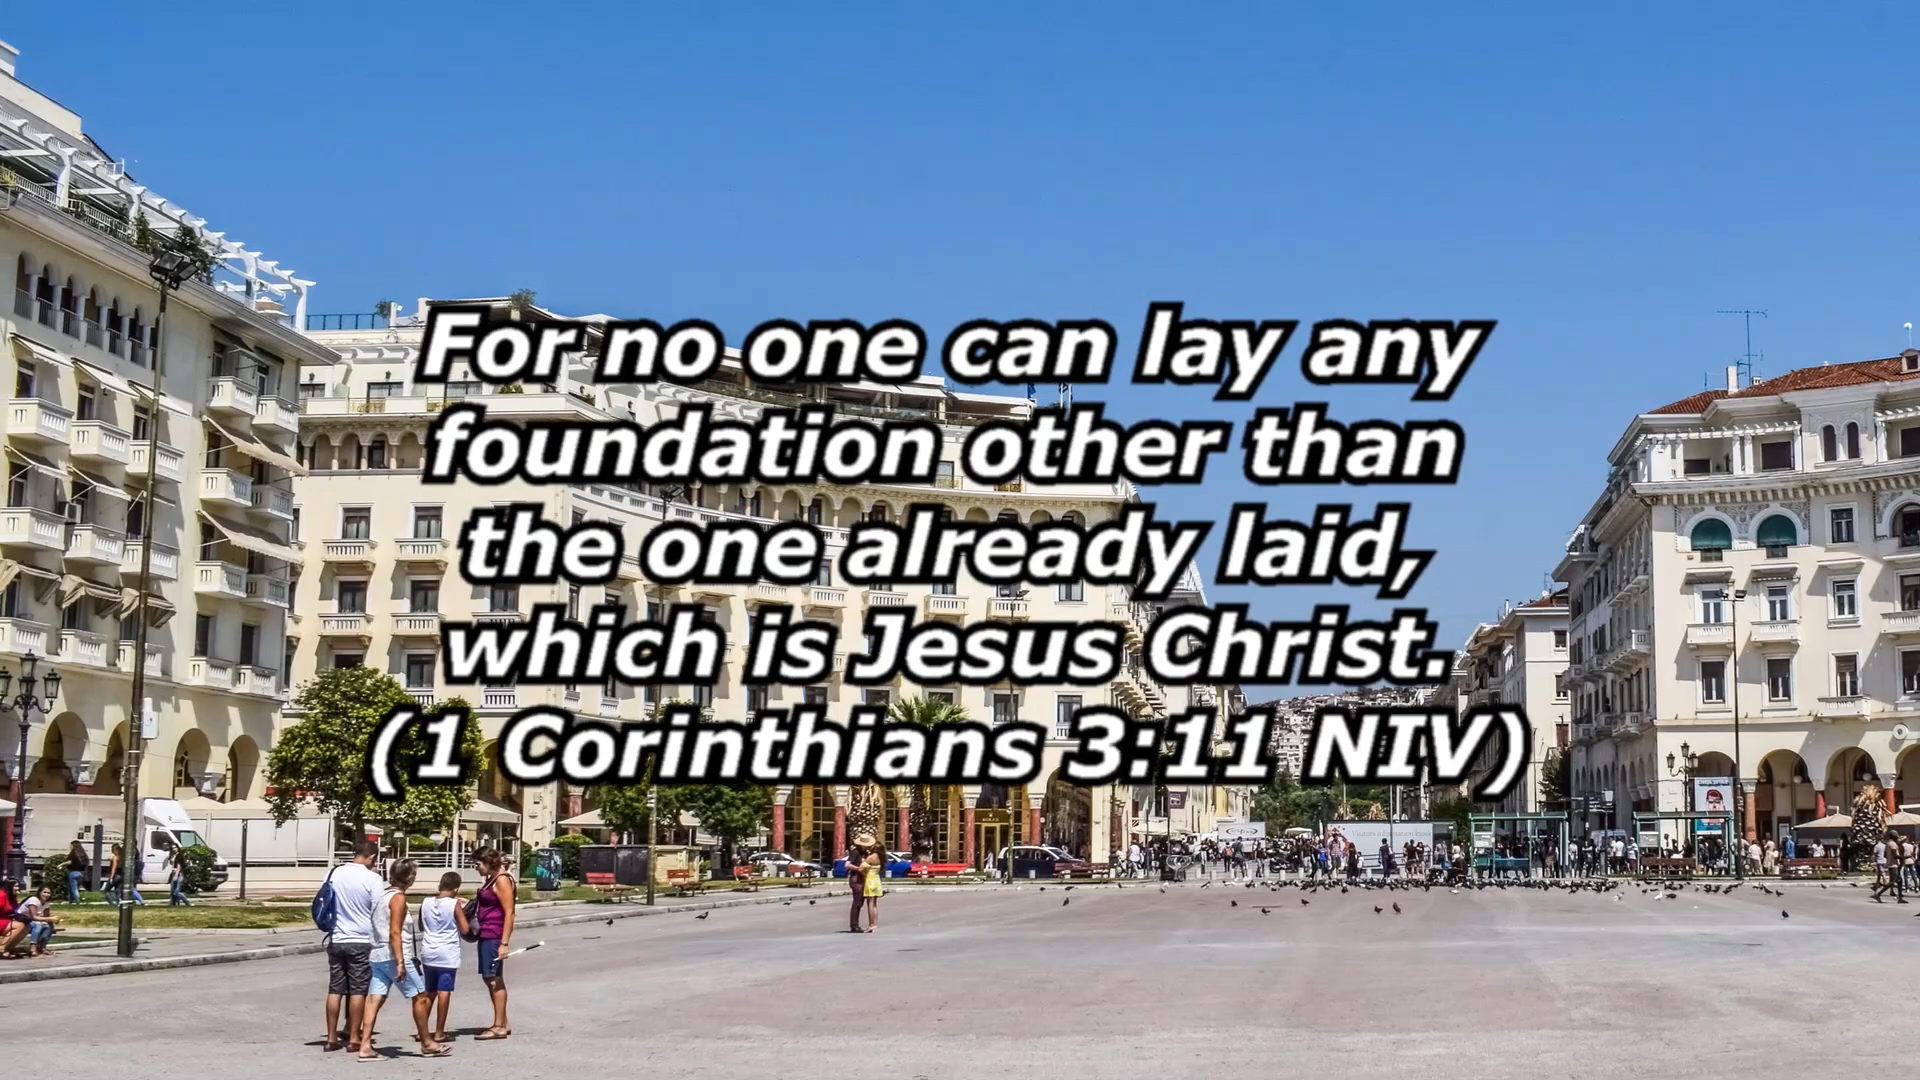 For no one can lay any
foundation other than
the one already laid,
which is Jesus Christ.
(1 Corinthians 3:11 NIV)